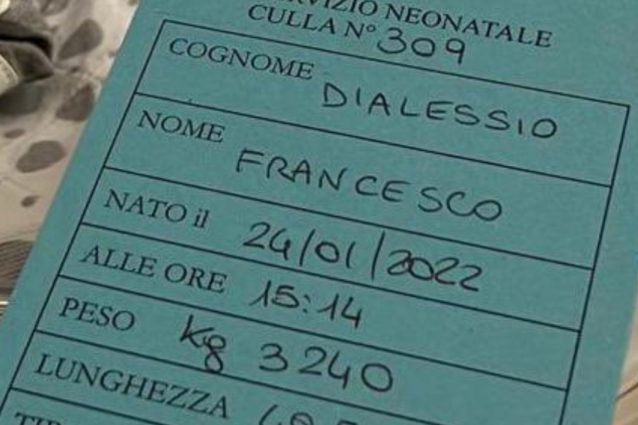 SERVIZIO NEONATALE
CULLA N° 309
COGNOME DIALESSIO
NOME FRANCESCO
NATO il 24/01/2022
ALLE ORE 15:14
PESO kg 3240
LUNGHEZZA